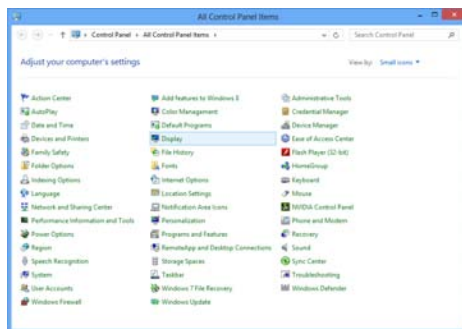 All Control Panel Items
Control Panel
All Control Panel Items
Search Control Panel
Adjust your computer's settings
View by: Small icons
Action Center
Add features to Windows 8
Administrative Tools
AutoPlay
Color Management
Credential Manager
Date and Time
Default Programs
Device Manager
Devices and Printers
Display
Ease of Access Center
Family Safety
File History
Flash Player (32-bit)
Folder Options
Fonts
HomeGroup
Indexing Options
Internet Options
Keyboard
Language
Location Settings
Mouse
Network and Sharing Center
Notification Area Icons
NVIDIA Control Panel
Performance Information and Tools
Personalization
Phone and Modem
Power Options
Programs and Features
Recovery
Region
RemoteApp and Desktop Connections
Sound
Speech Recognition
Storage Spaces
Sync Center
System
Taskbar
Troubleshooting
User Accounts
Windows 7 File Recovery
Windows Defender
Windows Firewall
Windows Update